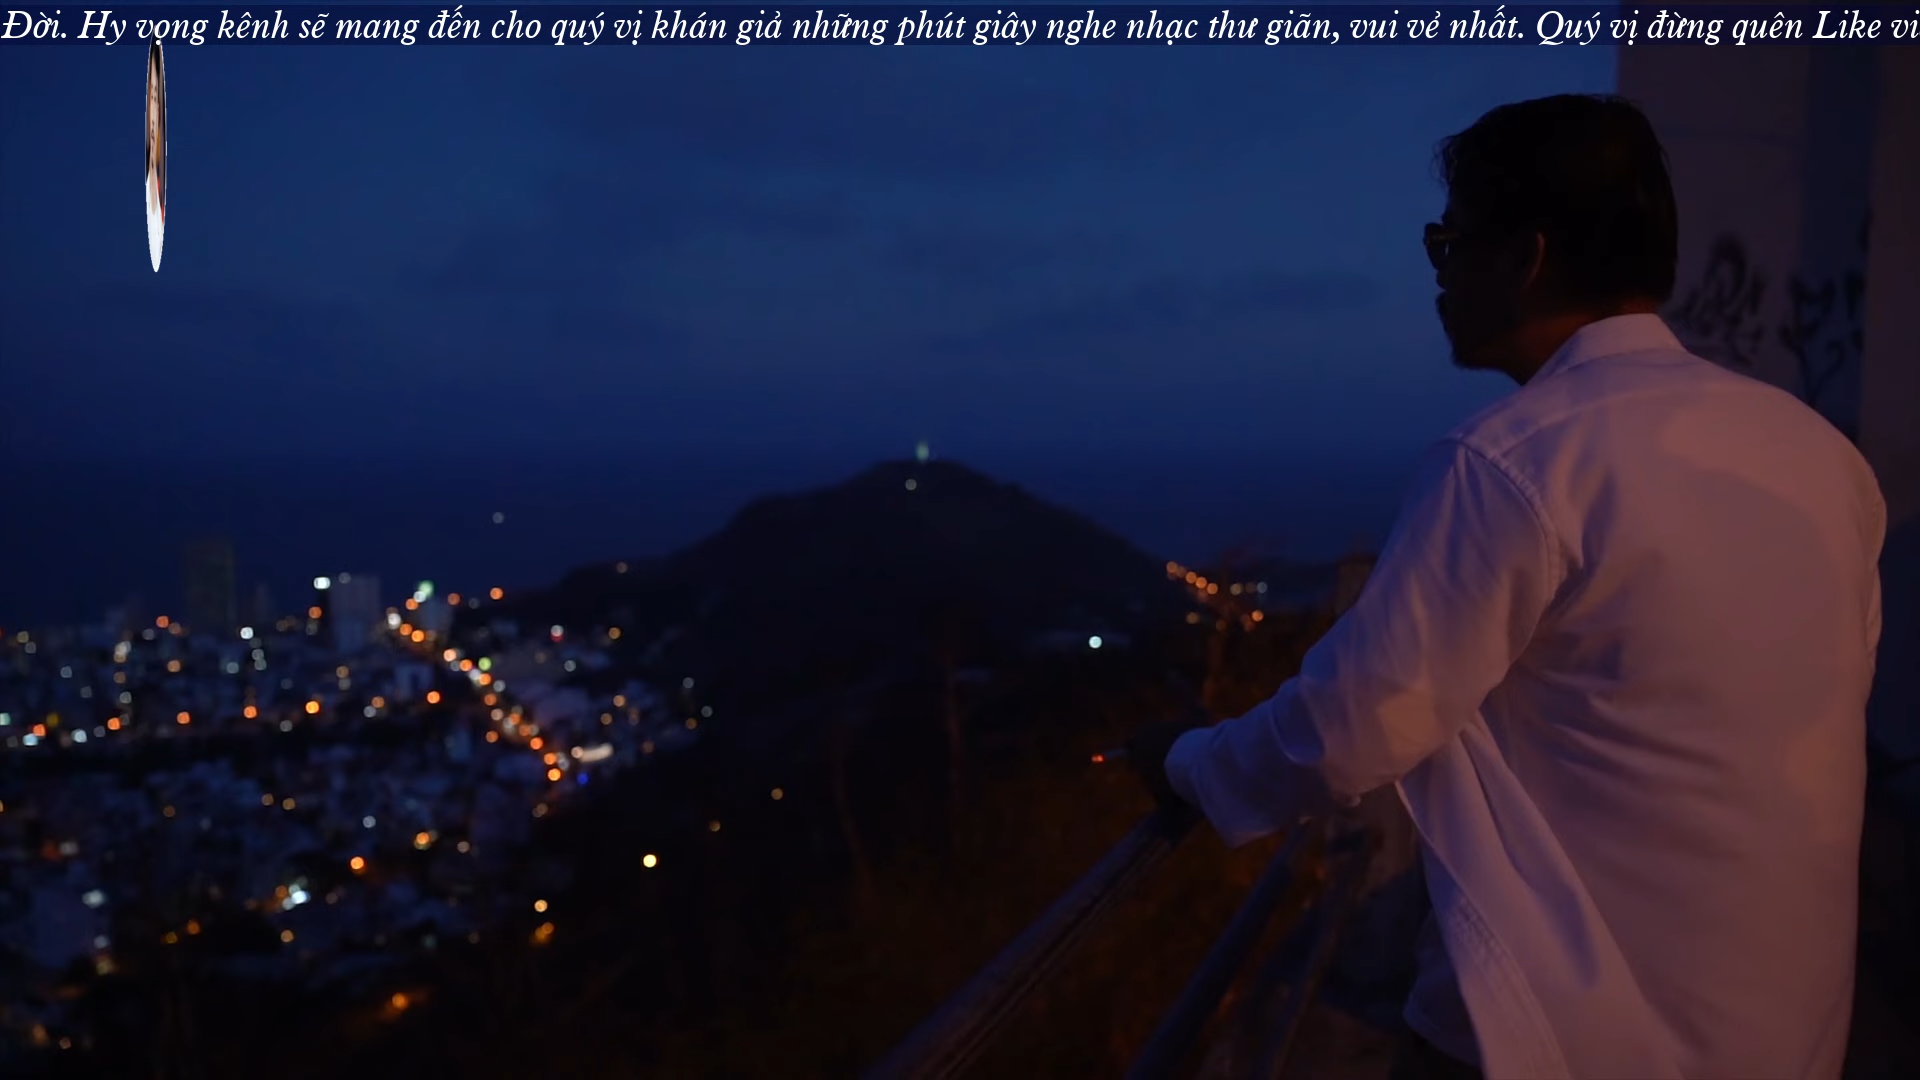 Đời. Hy vọng kênh sẽ mang đến cho quý vị khán giả những phút giây nghe nhạc thư giãn, vui vẻ nhất. Quý vị đừng quên Like